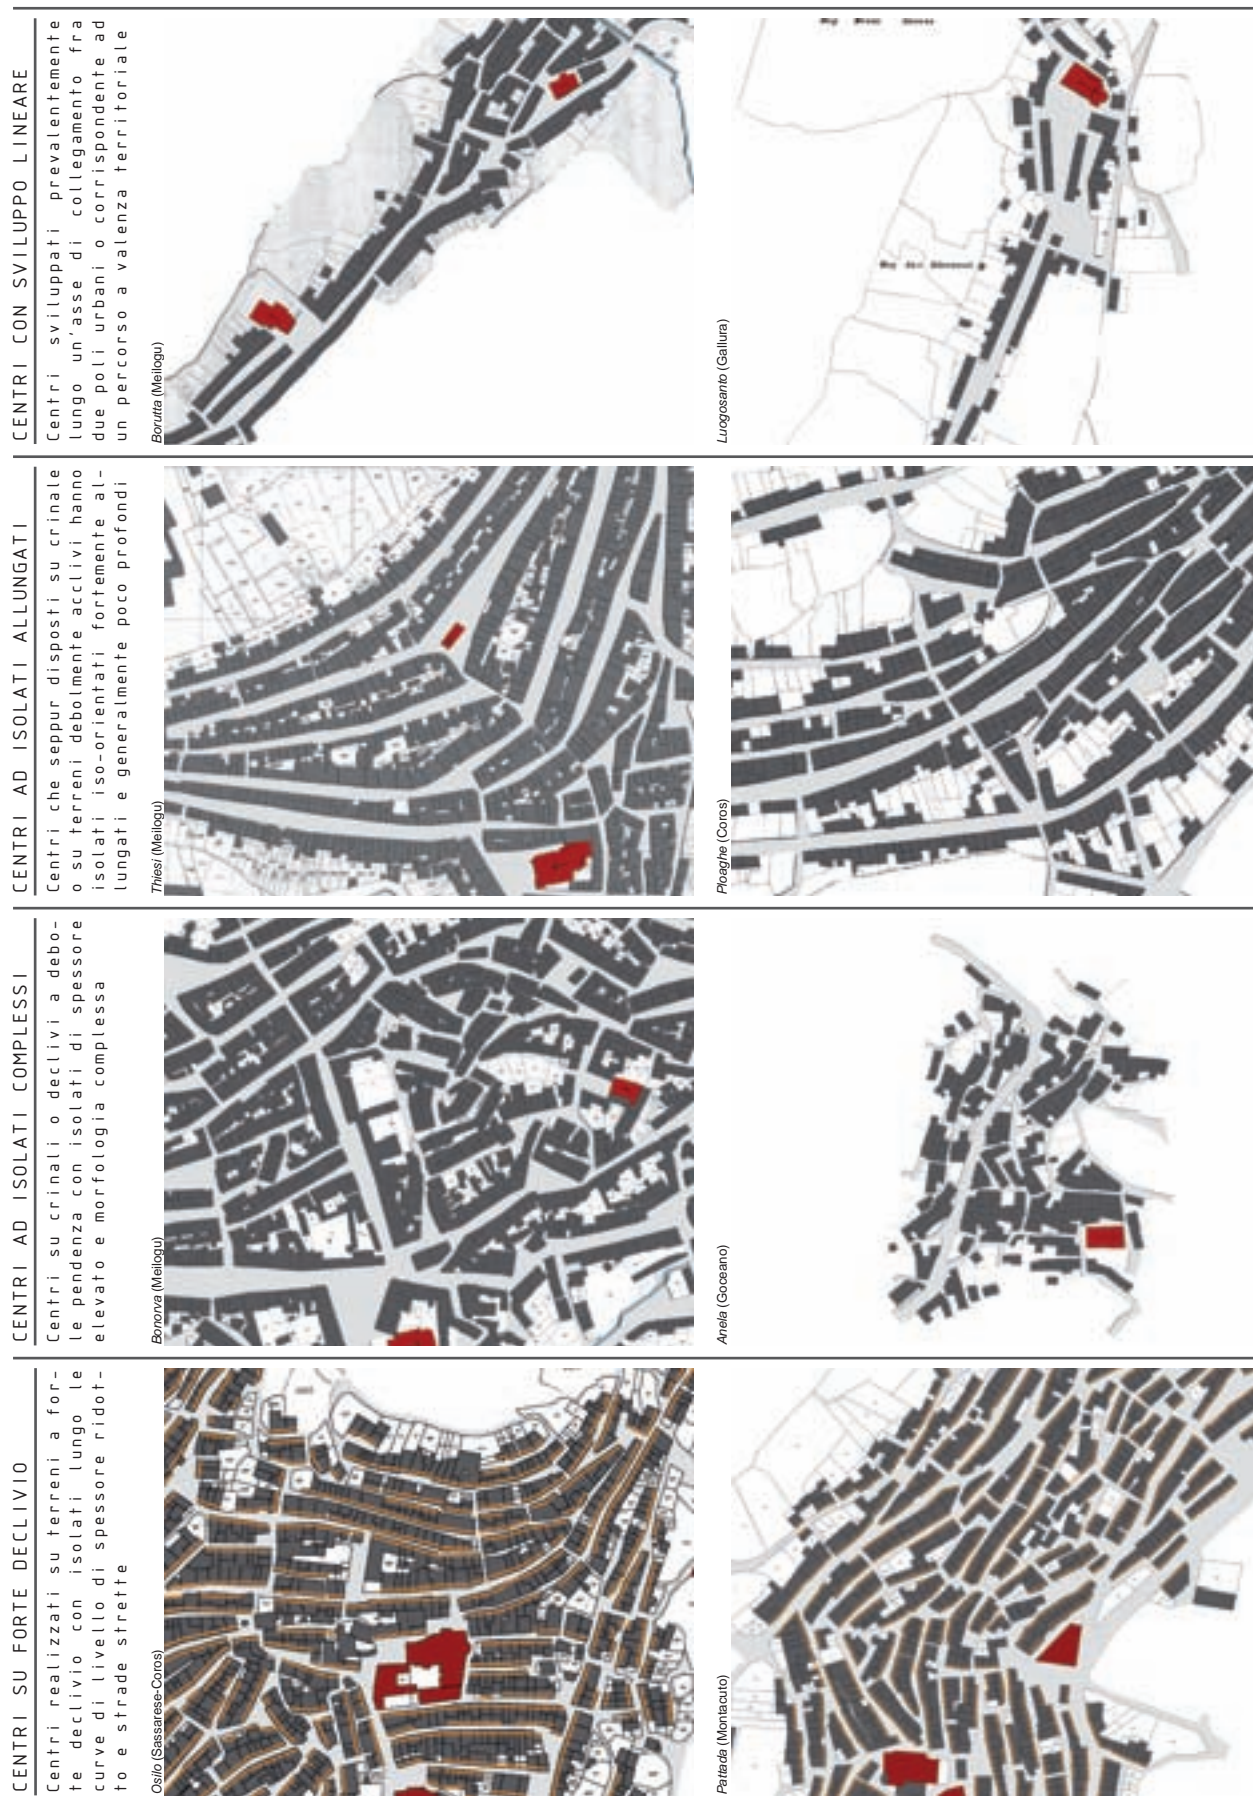 CENTRI SU FORTE DECLIVIO
Centri realizzati su terreni a for-
te declivio con isolati lungo le
curve di livello di spessore ridot-
to e strade strette
Osilo (Sassarese-Coros)
Pattada (Montacuto)
CENTRI AD ISOLATI COMPLESSI
Centri su crinali o declivi a debo-
le pendenza con isolati di spessore
elevato e morfologia complessa
Bonorva (Meilogu)
Anela (Goceano)
CENTRI AD ISOLATI ALLUNGATI
Centri che seppur disposti su crinale
o su terreni debolmente acclivi hanno
isolati iso-orientanti fortemente al-
lungati e generalmente poco profondi
Thiesi (Meilogu)
Ploaghe (Coros)
CENTRI CON SVILUPPO LINEARE
Centri sviluppati prevalentemente
lungo un'asse di collegamento fra
due poli urbani o corrispondente ad
un percorso a valenza territoriale
Borutta (Meilogu)
Luogosanto (Gallura)